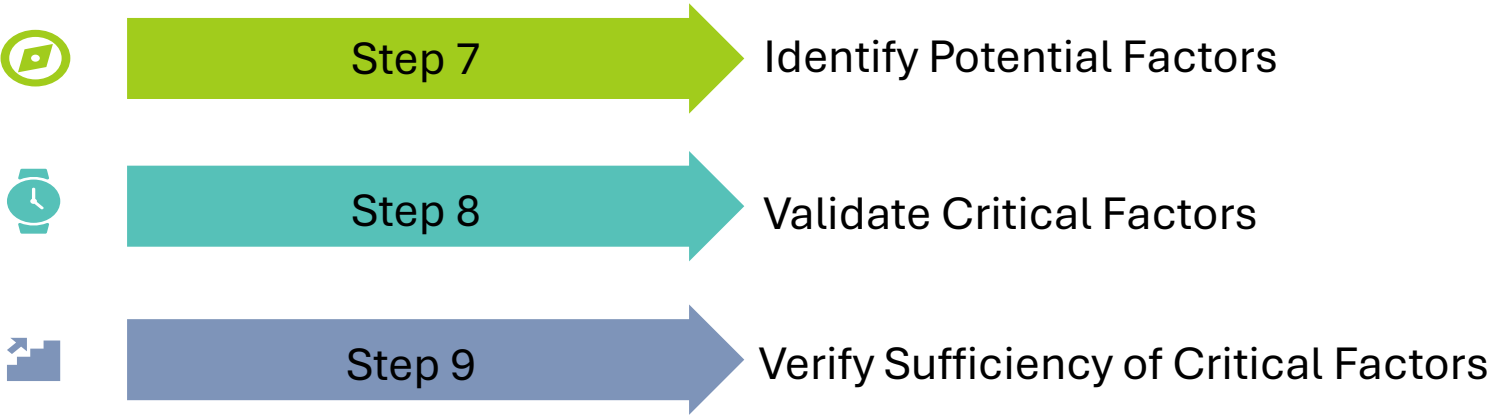 Step 7
Identify Potential Factors
Step 8
Validate Critical Factors
Step 9
Verify Sufficiency of Critical Factors